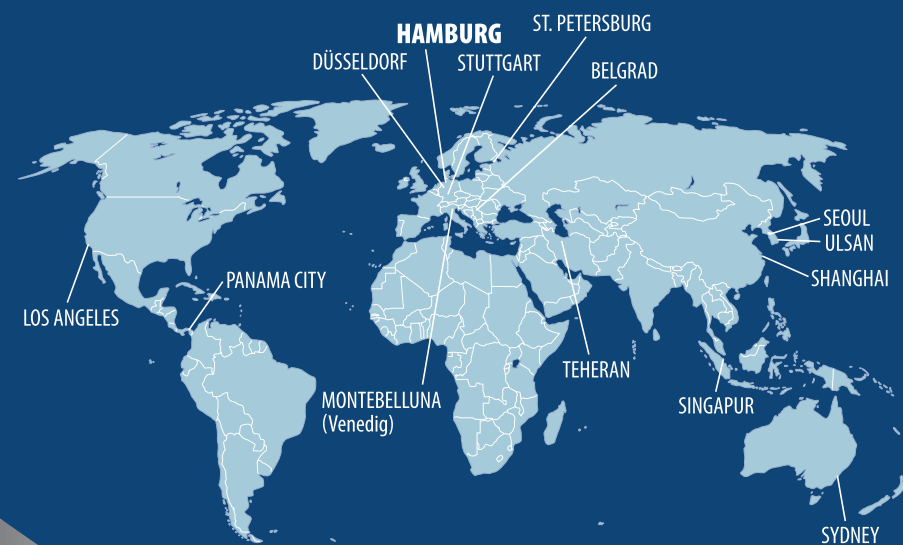 ST. PETERSBURG
HAMBURG
DÜSSELDORF
STUTTGART
BELGRAD
SEOUL
ULSAN
SHANGHAI
PANAMA CITY
LOS ANGELES
TEHERAN
MONTEBELLUNA
(Venedig)
SINGAPUR
SYDNEY